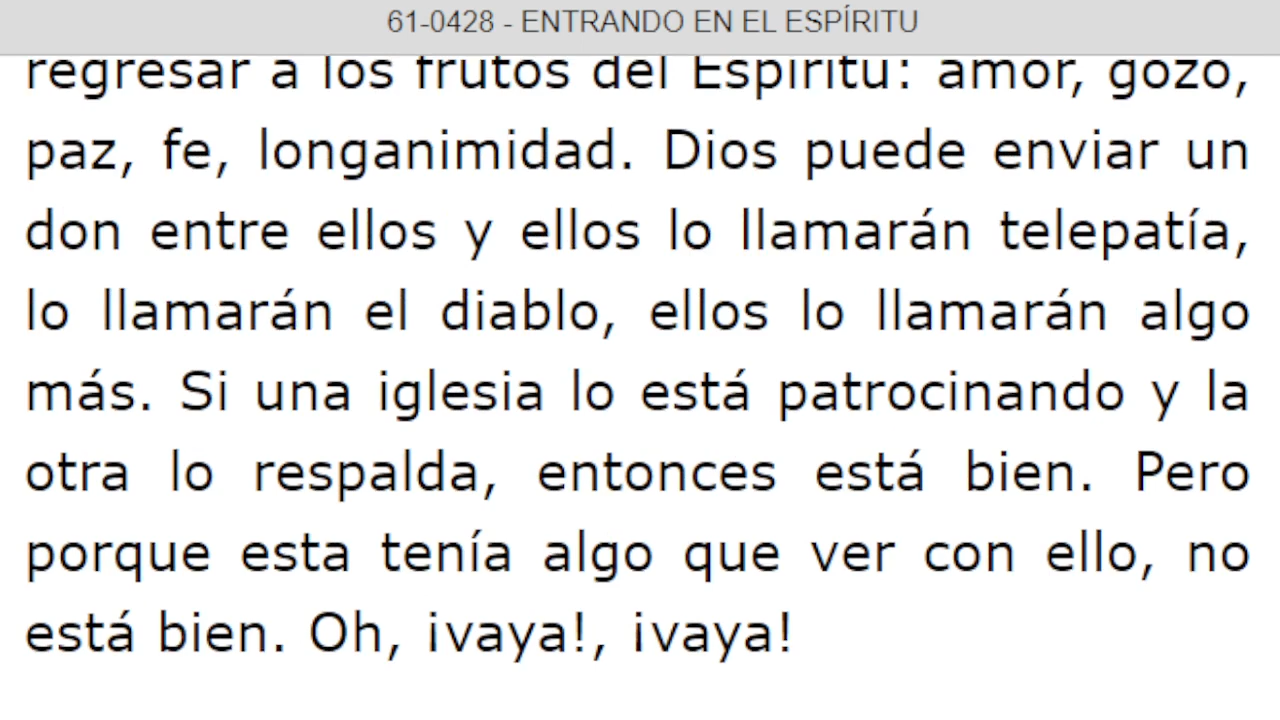 61-0428 - ENTRANDO EN EL ESPÍRITU
regresar a los frutos del Espíritu: amor, gozo,
paz, fe, longanimidad. Dios puede enviar un
don entre ellos y ellos lo llamarán telepatía,
lo llamarán el diablo, ellos lo llamarán algo
más. Si una iglesia lo está patrocinando y la
otra lo respalda, entonces está bien. Pero
porque esta tenía algo que ver con ello, no
está bien. Oh, ¡vaya!, ¡vaya!